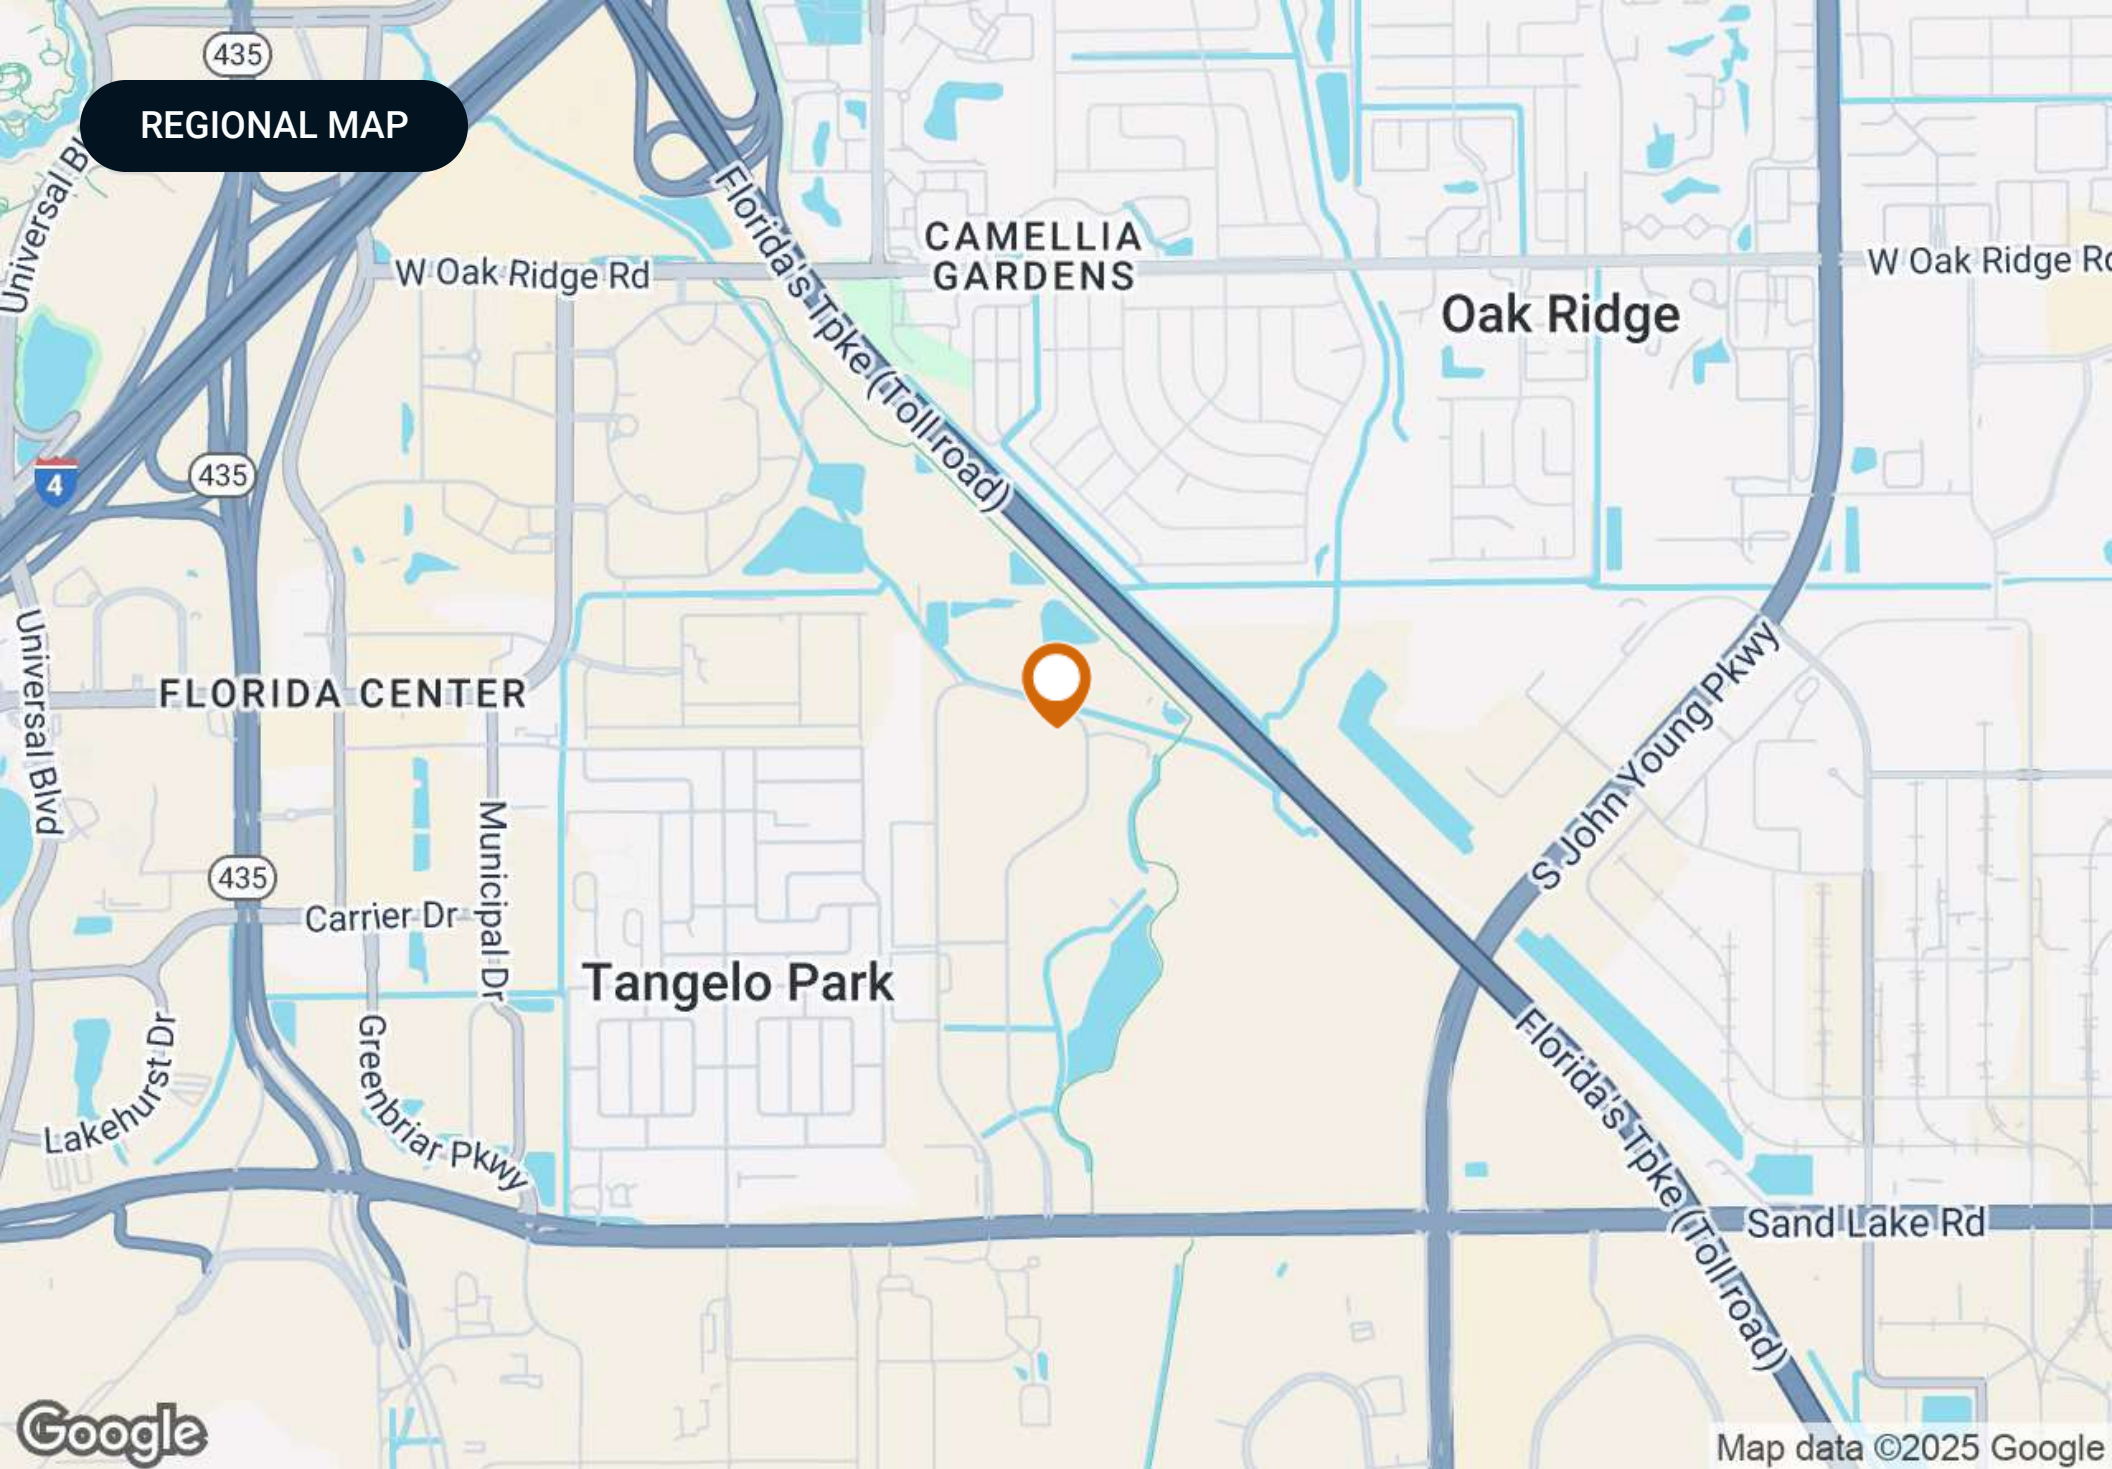 435
REGIONAL MAP
Universal Bl
Florida's Tpke (Toll road)
CAMELLIA
GARDENS
W Oak Ridge Rd
W Oak Ridge Rd
Oak Ridge
4
435
Universal Blvd
FLORIDA CENTER
S John Young Pkwy
Municipal Dr
435
Carrier Dr
Tangelo Park
Lakehurst Dr
Greenbriar Pkwy
Florida's Tpke (Toll road)
Sand Lake Rd
Google
Map data ©2025 Google